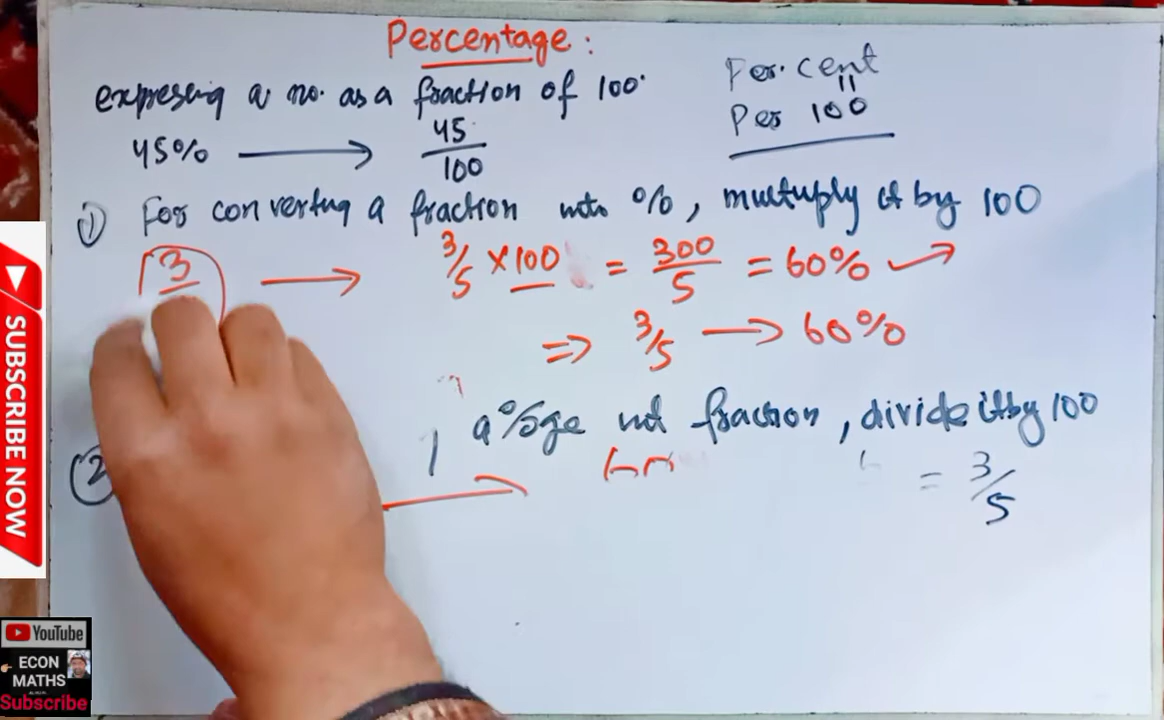 Percentage:
expresing a no. as a fraction of 100.
Per.cent
11
Per 100
45% → 45/100
① For converting a fraction into %, multiply it by 100
3 → 3/5 × 100 = 300/5 = 60%
⇒ 3/5 → 60%
② a %ge into fraction, divide it by 100
→ = 3/5
SUBSCRIBE NOW
YouTube
ECON
MATHS
Subscribe